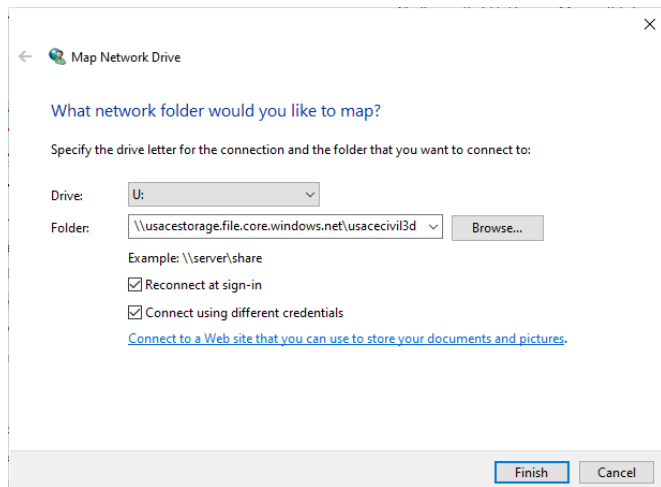 Map Network Drive
What network folder would you like to map?
Specify the drive letter for the connection and the folder that you want to connect to:
Drive: U:
Folder: \\usacestorage.file.core.windows.net\usacecivil3d Browse...
Example: \\server\share
Reconnect at sign-in
Connect using different credentials
Connect to a Web site that you can use to store your documents and pictures.
Finish Cancel